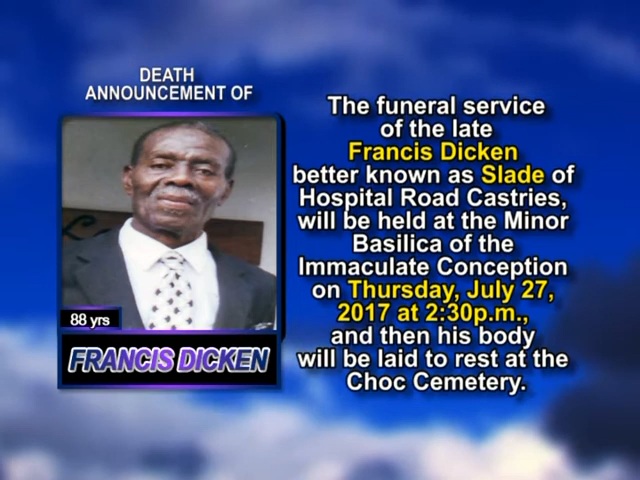 DEATH
ANNOUNCEMENT OF
88 yrs
FRANCIS DICKEN
The funeral service
of the late
Francis Dicken
better known as Slade of
Hospital Road Castries,
will be held at the Minor
Basilica of the
Immaculate Conception
on Thursday, July 27,
2017 at 2:30p.m.,
and then his body
will be laid to rest at the
Choc Cemetery.